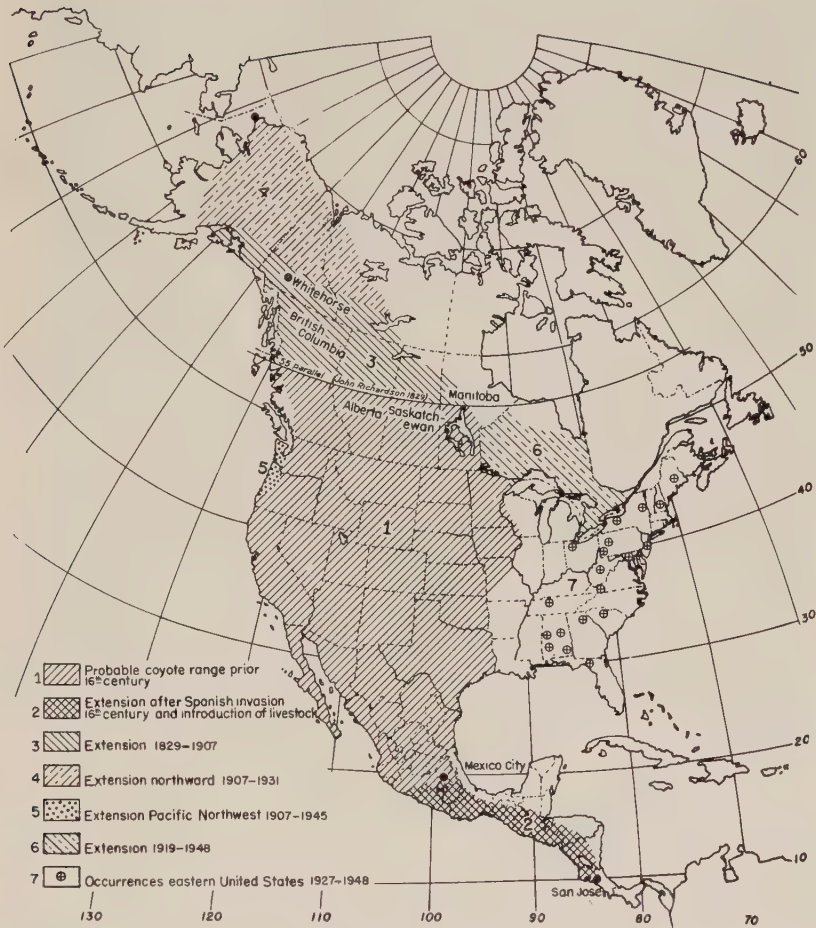 60
50
40
30
20
10
4
Whitehorse
British
Columbia
3
55 parallel (John Richardson 1829)
Manitoba
Alberta
Saskatch-
ewan
6
5
1
7
Mexico City
2
San Jose
1 Probable coyote range prior
16th century
2 Extension after Spanish invasion
16th century and introduction of livestock
3 Extension 1829-1907
4 Extension northward 1907-1931
5 Extension Pacific Northwest 1907-1945
6 Extension 1919-1948
7 Occurrences eastern United States 1927-1948
130 120 110 100 90 80 70